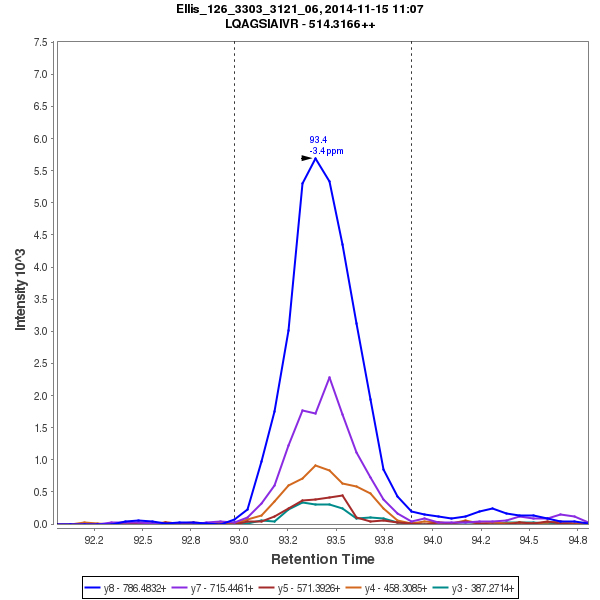 Ellis_126_3303_3121_06, 2014-11-15 11:07
LQAGSIAIVR - 514.3166++
7.5
7.0
6.5
6.0
5.5
5.0
4.5
4.0
3.5
3.0
2.5
2.0
1.5
1.0
0.5
0.0
Intensity 10^3
93.4
-3.4 ppm
92.2 92.5 92.8 93.0 93.2 93.5 93.8 94.0 94.2 94.5 94.8
Retention Time
y8 - 786.4832+ y7 - 715.4461+ y5 - 571.3926+ y4 - 458.3085+ y3 - 387.2714+